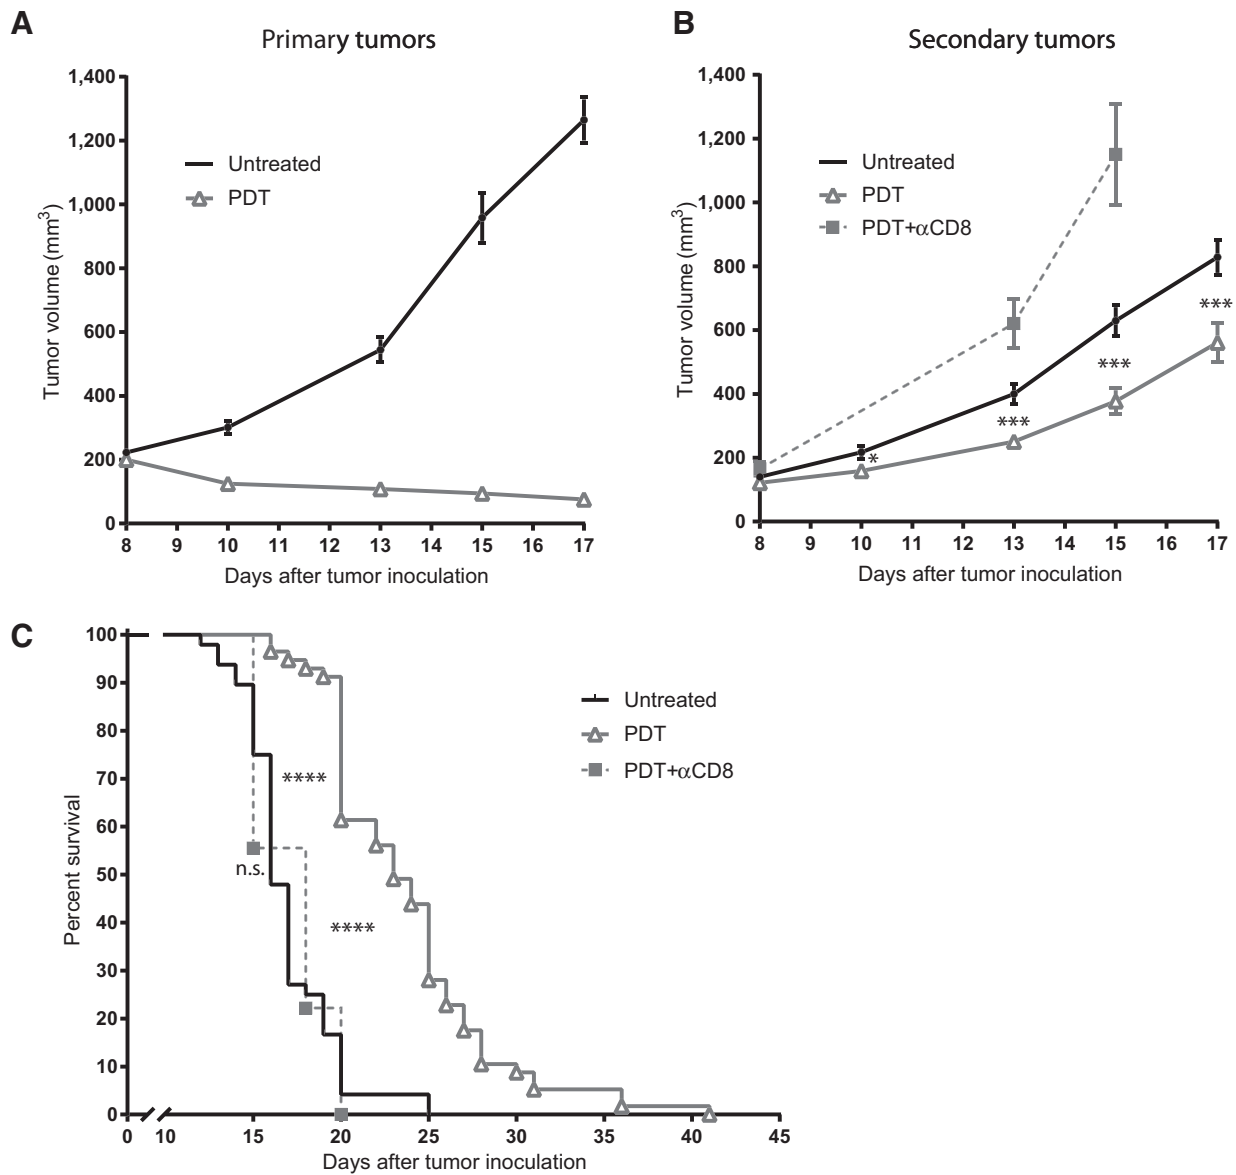 A
Primary tumors
Tumor volume (mm³)
1,400
1,200
1,000
800
600
400
200
0
Untreated
PDT
8 9 10 11 12 13 14 15 16 17
Days after tumor inoculation
B
Secondary tumors
Tumor volume (mm³)
1,400
1,200
1,000
800
600
400
200
0
Untreated
PDT
PDT+αCD8
*
***
***
***
8 9 10 11 12 13 14 15 16 17
Days after tumor inoculation
C
Percent survival
100
90
80
70
60
50
40
30
20
10
0
Untreated
PDT
PDT+αCD8
****
n.s.
****
0 10 15 20 25 30 35 40 45
Days after tumor inoculation